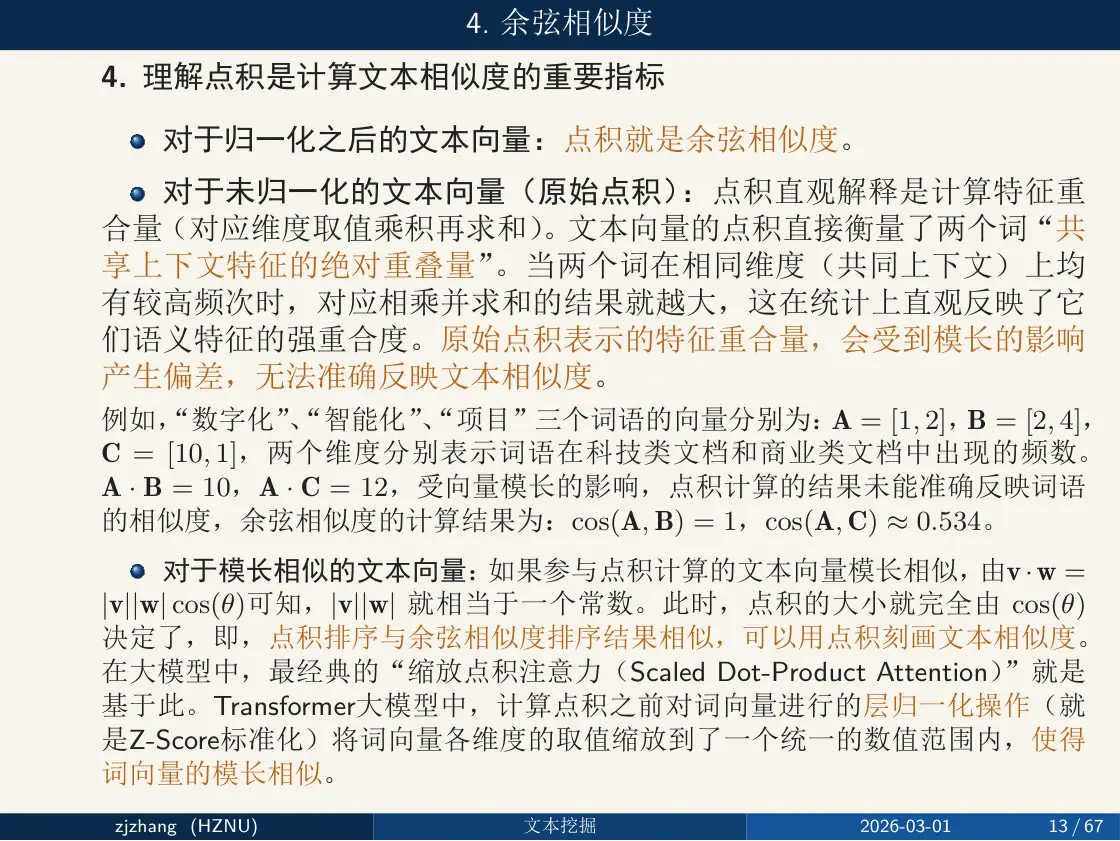 4. 余弦相似度
4. 理解点积是计算文本相似度的重要指标
对于归一化之后的文本向量：点积就是余弦相似度。
对于未归一化的文本向量（原始点积）：点积直观解释是计算特征重
合量（对应维度取值乘积再求和）。文本向量的点积直接衡量了两个词“共
享上下文特征的绝对重叠量”。当两个词在相同维度（共同上下文）上均
有较高频次时，对应相乘并求和的结果就越大，这在统计上直观反映了它
们语义特征的强重合度。原始点积表示的特征重合量，会受到模长的影响
产生偏差，无法准确反映文本相似度。
例如，“数字化”、“智能化”、“项目”三个词语的向量分别为：A = [1, 2]，B = [2, 4]，
C = [10, 1]，两个维度分别表示词语在科技类文档和商业类文档中出现的频数。
A · B = 10，A · C = 12，受向量模长的影响，点积计算的结果未能准确反映词语
的相似度，余弦相似度的计算结果为：cos(A, B) = 1，cos(A, C) ≈ 0.534。
对于模长相似的文本向量：如果参与点积计算的文本向量模长相似，由v · w =
|v||w| cos(θ)可知，|v||w| 就相当于一个常数。此时，点积的大小就完全由 cos(θ)
决定了，即，点积排序与余弦相似度排序结果相似，可以用点积刻画文本相似度。
在大模型中，最经典的“缩放点积注意力（Scaled Dot-Product Attention）”就是
基于此。Transformer大模型中，计算点积之前对词向量进行的层归一化操作（就
是Z-Score标准化）将词向量各维度的取值缩放到了一个统一的数值范围内，使得
词向量的模长相似。
zjzhang (HZNU) 文本挖掘 2026-03-01 13 / 67